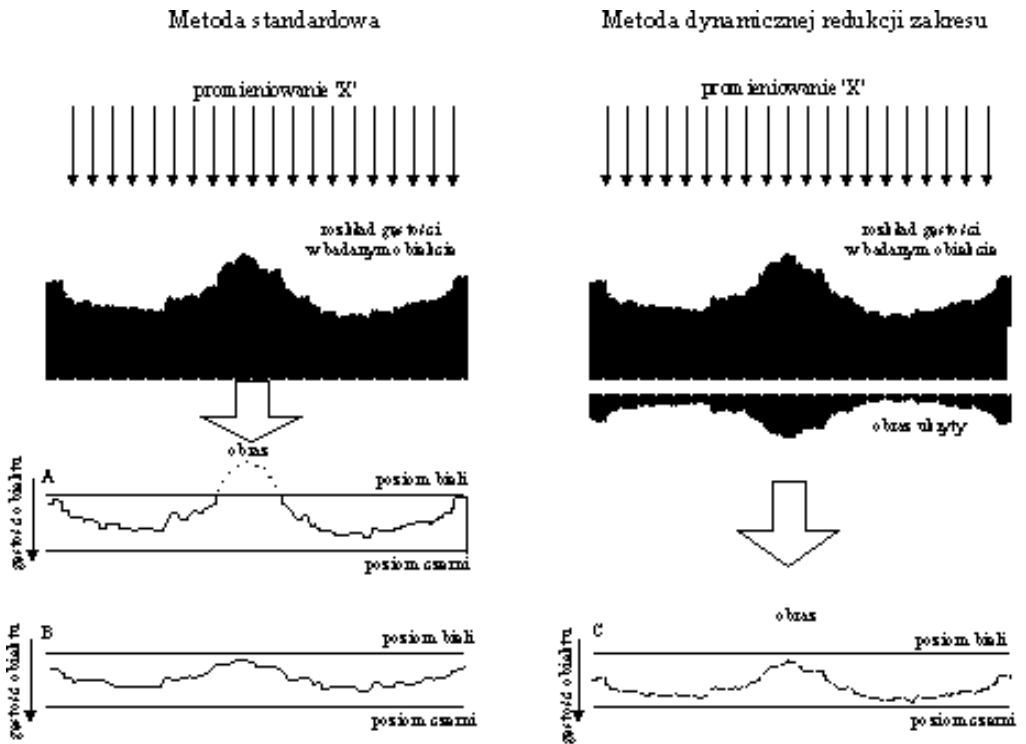 Metoda standardowa
promieniowanie 'X'
rozkład gęstości
w badanym obiekcie
obraz
A
poziom bieli
gęstość obiektu
poziom czerni
B
poziom bieli
gęstość obiektu
poziom czerni
Metoda dynamicznej redukcji zakresu
promieniowanie 'X'
rozkład gęstości
w badanym obiekcie
obraz ukryty
obraz
C
poziom bieli
gęstość obiektu
poziom czerni